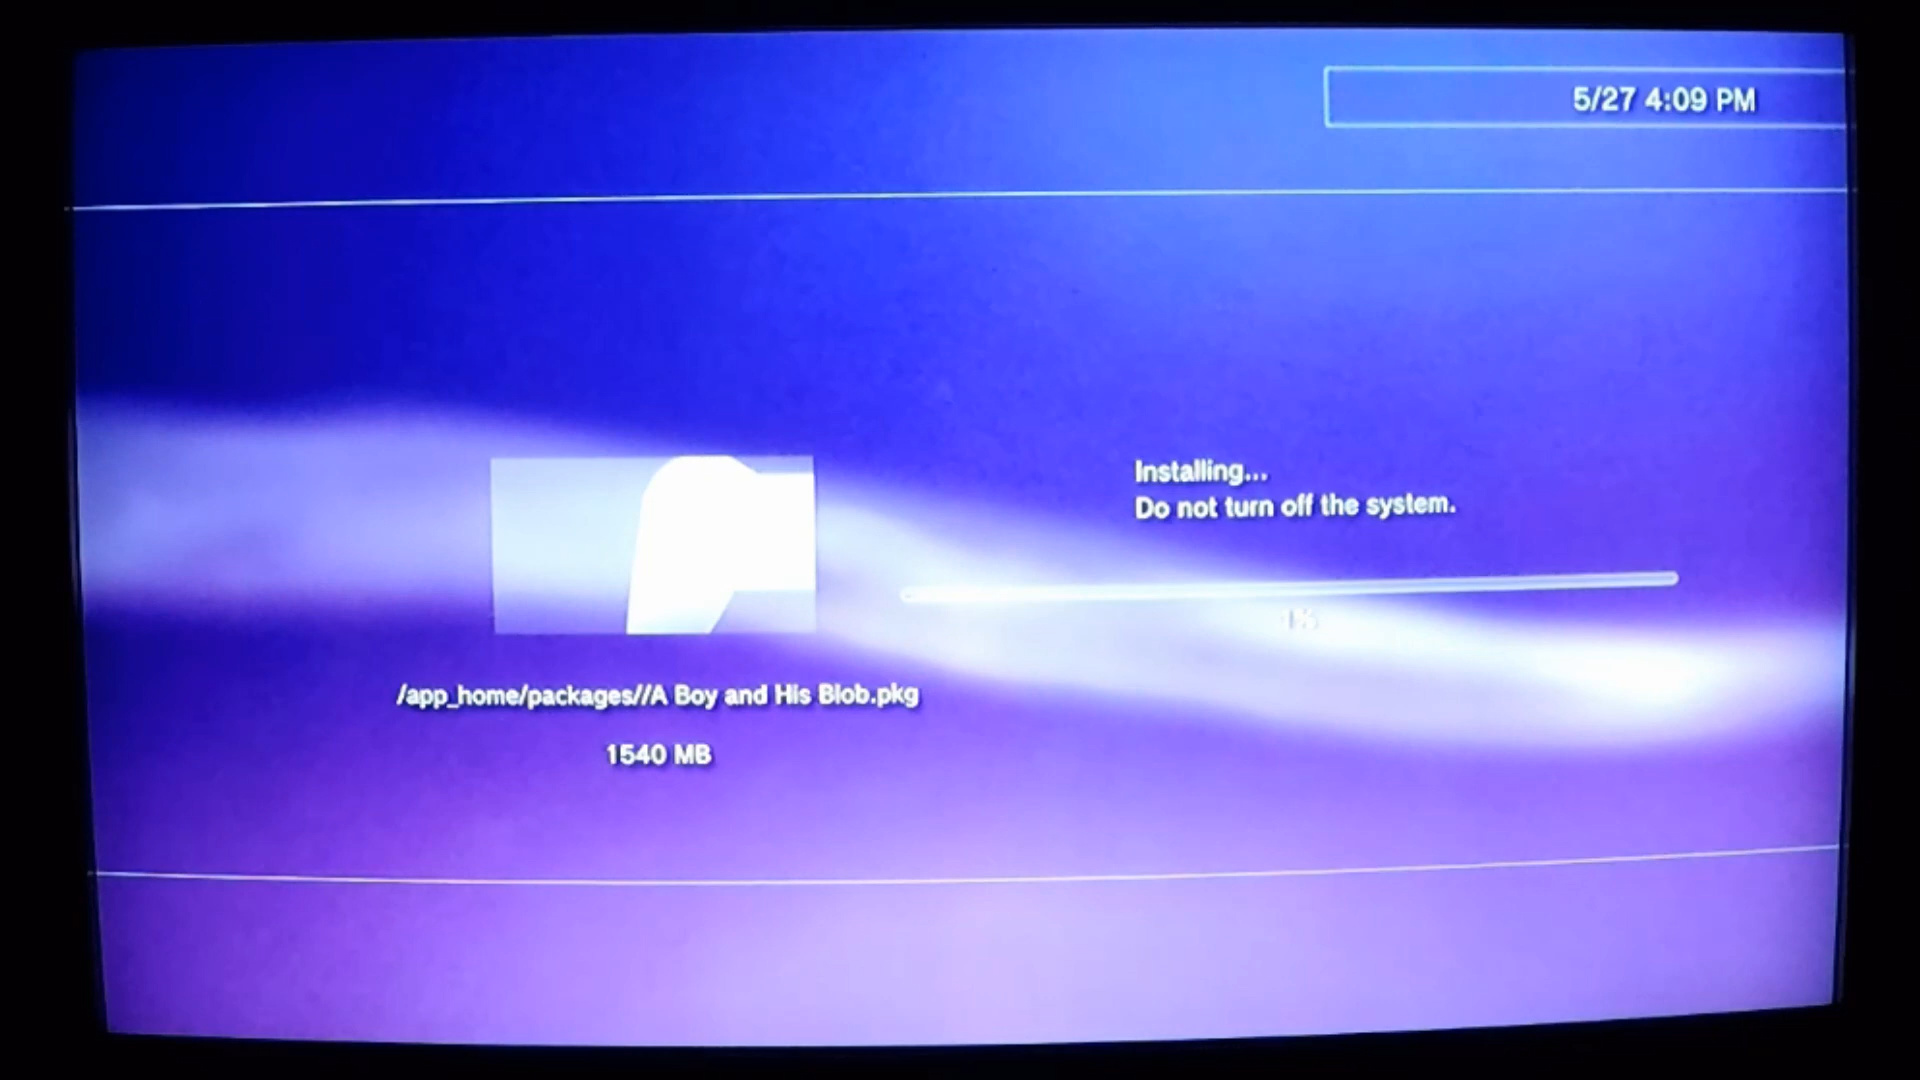 5/27 4:09 PM
Installing...
Do not turn off the system.
1%
/app_home/packages//A Boy and His Blob.pkg
1540 MB